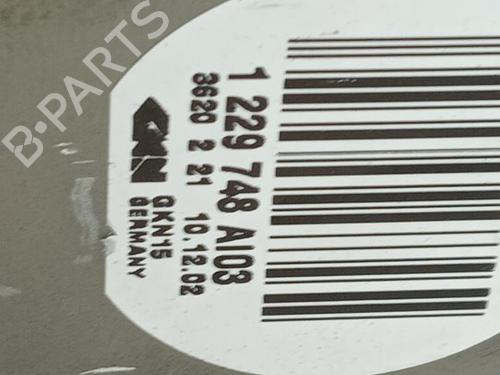 1 229 748 AI03
3620 2 21 10.12.02
GKN
GKN15
GERMANY
B-PARTS